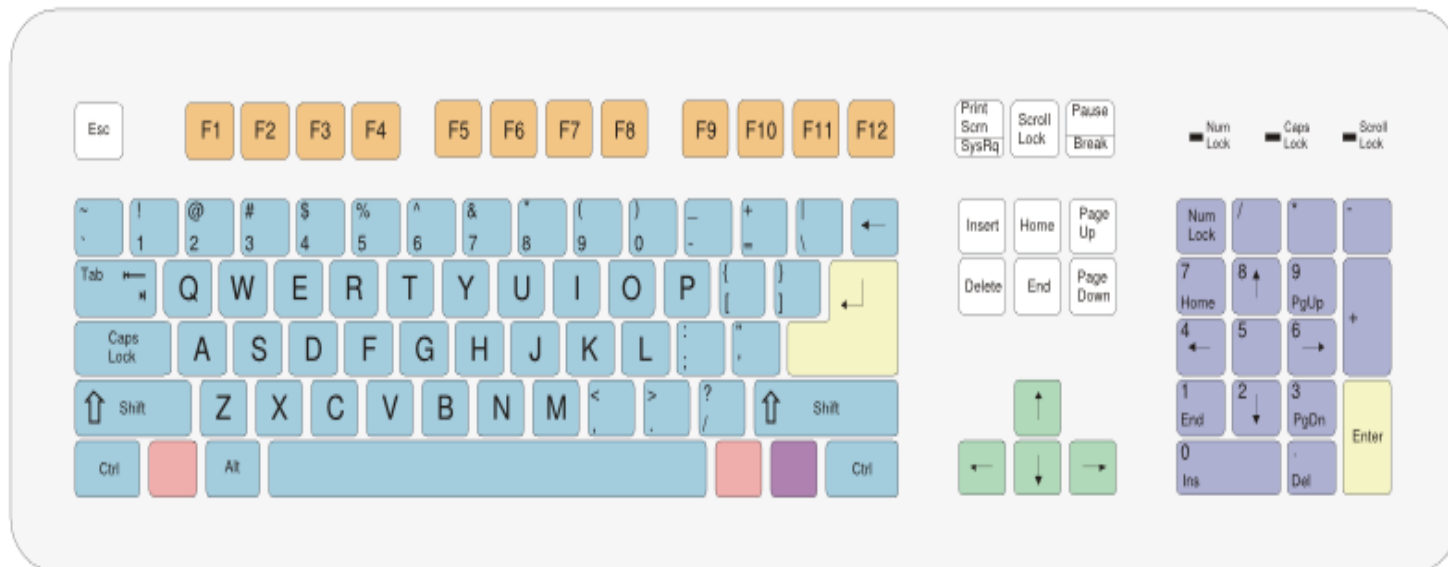 Esc F1 F2 F3 F4 F5 F6 F7 F8 F9 F10 F11 F12
Print
Scrn
SysRq
Scroll
Lock
Pause
Break
Num
Lock
Caps
Lock
Scroll
Lock
~ ! @ # $ % ^ & * ( ) _ + |
` 1 2 3 4 5 6 7 8 9 0 - = \ ←
Insert Home Page
Up
Num
Lock
/ * -
Tab Q W E R T Y U I O P { }
[ ]
Delete End Page
Down
7 8 ↑ 9
Home PgUp
+
Caps
Lock
A S D F G H J K L : "
; '
4 5 6
← →
⇧ Shift Z X C V B N M < > ?
, . /
⇧ Shift
↑
1 2 3
End ↓ PgDn
Enter
Ctrl Alt Ctrl
← ↓ →
0 .
Ins Del